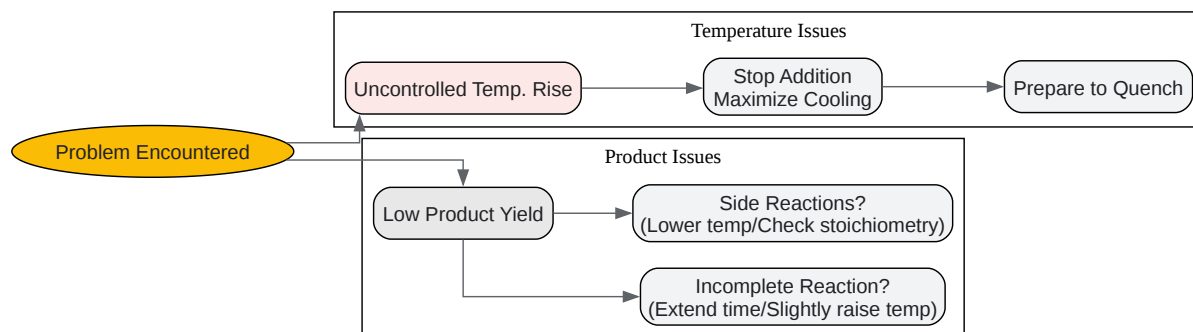 Temperature Issues
Uncontrolled Temp. Rise
Stop Addition
Maximize Cooling
Prepare to Quench
Problem Encountered
Product Issues
Low Product Yield
Side Reactions?
(Lower temp/Check stoichiometry)
Incomplete Reaction?
(Extend time/Slightly raise temp)